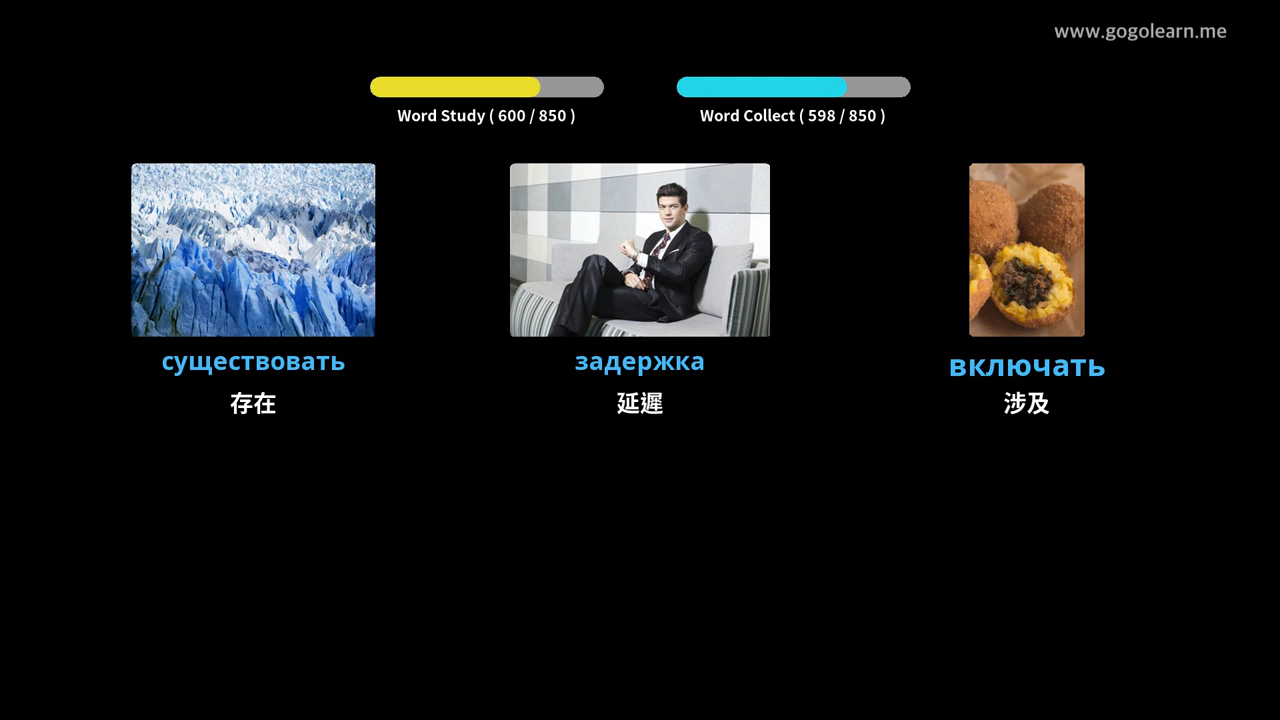 www.gogolearn.me
Word Study ( 600 / 850 )
Word Collect ( 598 / 850 )
существовать
задержка
включать
存在
延遲
涉及